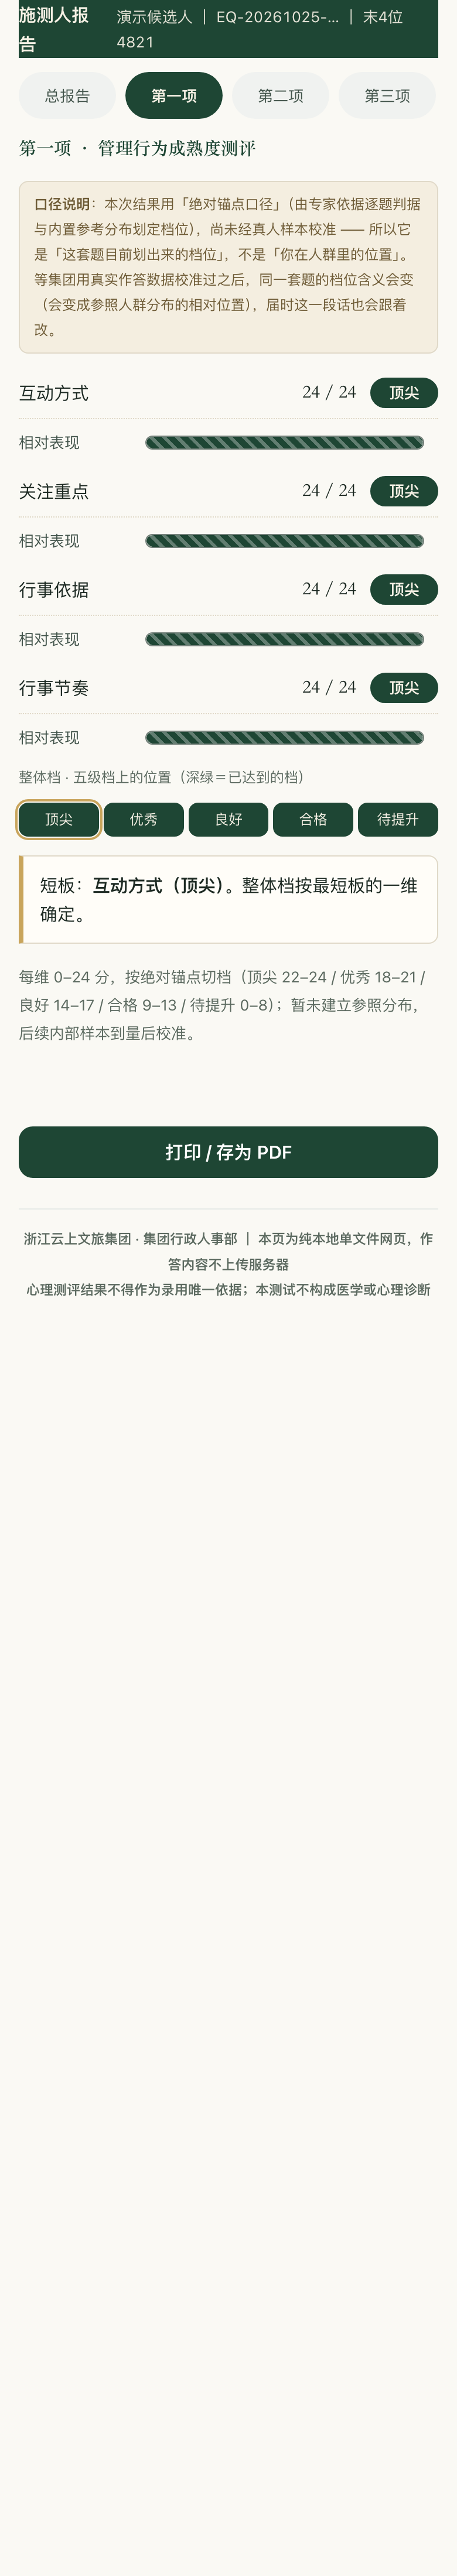 施测人报
告
演示候选人 ｜ EQ-20261025-... ｜ 末4位
4821
总报告
第一项
第二项
第三项
第一项 · 管理行为成熟度测评
口径说明：本次结果用「绝对锚点口径」（由专家依据逐题判据
与内置参考分布划定档位），尚未经真人样本校准 —— 所以它
是「这套题目前划出来的档位」，不是「你在人群里的位置」。
等集团用真实作答数据校准过之后，同一套题的档位含义会变
（会变成参照人群分布的相对位置），届时这一段话也会跟着
改。
互动方式 24 / 24 顶尖
相对表现
关注重点 24 / 24 顶尖
相对表现
行事依据 24 / 24 顶尖
相对表现
行事节奏 24 / 24 顶尖
相对表现
整体档 · 五级档上的位置（深绿＝已达到的档）
顶尖 优秀 良好 合格 待提升
短板：互动方式（顶尖）。整体档按最短板的一维
确定。
每维 0–24 分，按绝对锚点切档（顶尖 22–24 / 优秀 18–21 /
良好 14–17 / 合格 9–13 / 待提升 0–8）；暂未建立参照分布，
后续内部样本到量后校准。
打印 / 存为 PDF
浙江云上文旅集团 · 集团行政人事部 ｜ 本页为纯本地单文件网页，作
答内容不上传服务器
心理测评结果不得作为录用唯一依据；本测试不构成医学或心理诊断